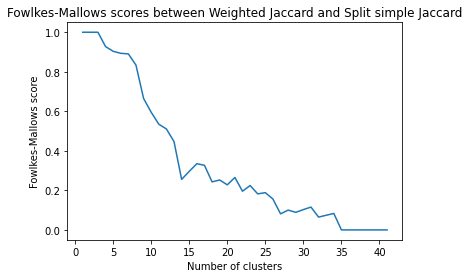 Fowlkes-Mallows scores between Weighted Jaccard and Split simple Jaccard
1.0
0.8
0.6
0.4
0.2
0.0
Fowlkes-Mallows score
0 5 10 15 20 25 30 35 40
Number of clusters